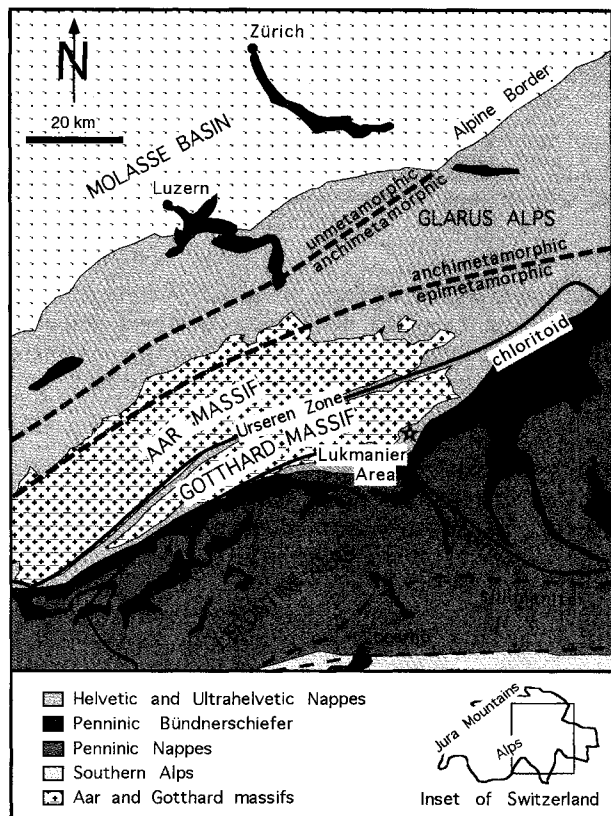 Zürich
N
20 km
MOLASSE BASIN
Alpine Border
Luzern
unmetamorphic
anchimetamorphic
GLARUS ALPS
anchimetamorphic
epimetamorphic
chloritoid
AAR MASSIF
Urseren Zone
GOTTHARD MASSIF
Lukmanier
Area
Helvetic and Ultrahelvetic Nappes
Penninic Bündnerschiefer
Penninic Nappes
Southern Alps
Aar and Gotthard massifs
Jura Mountains
Alps
Inset of Switzerland